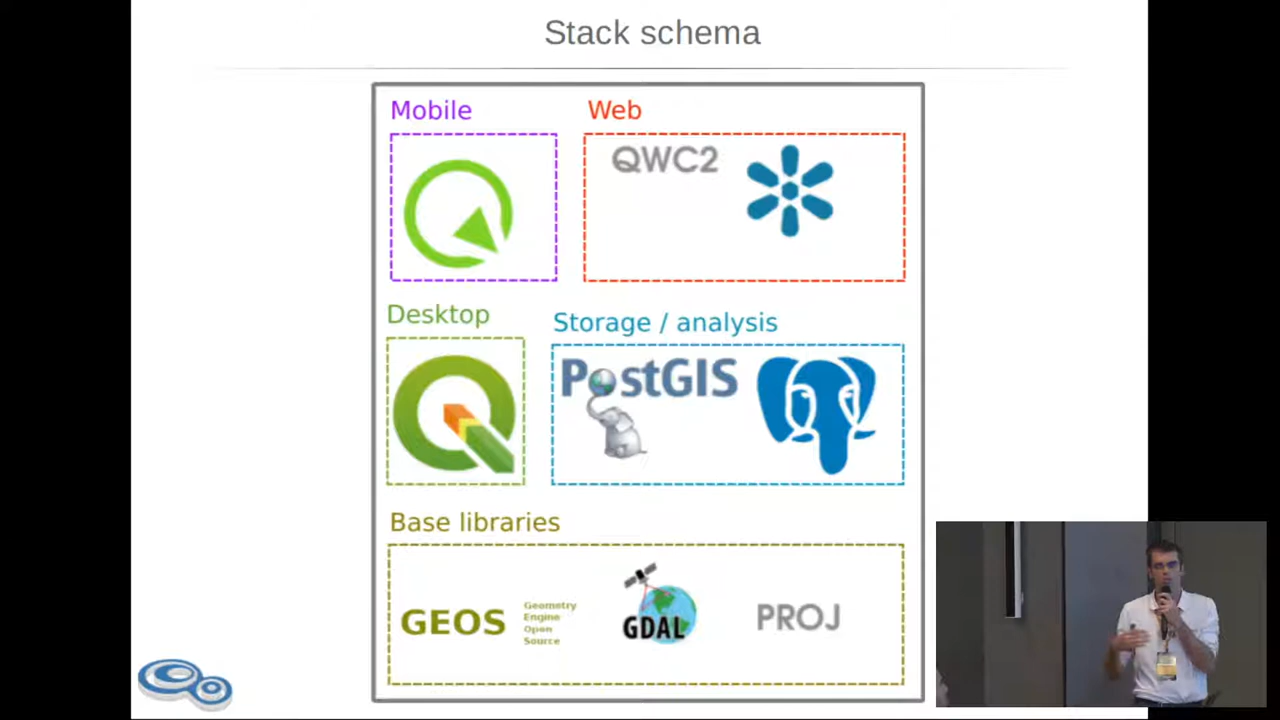 Stack schema
Mobile
Web
QWC2
Desktop
Storage / analysis
PostGIS
Base libraries
GEOS
Geometry
Engine
Open
Source
GDAL
PROJ